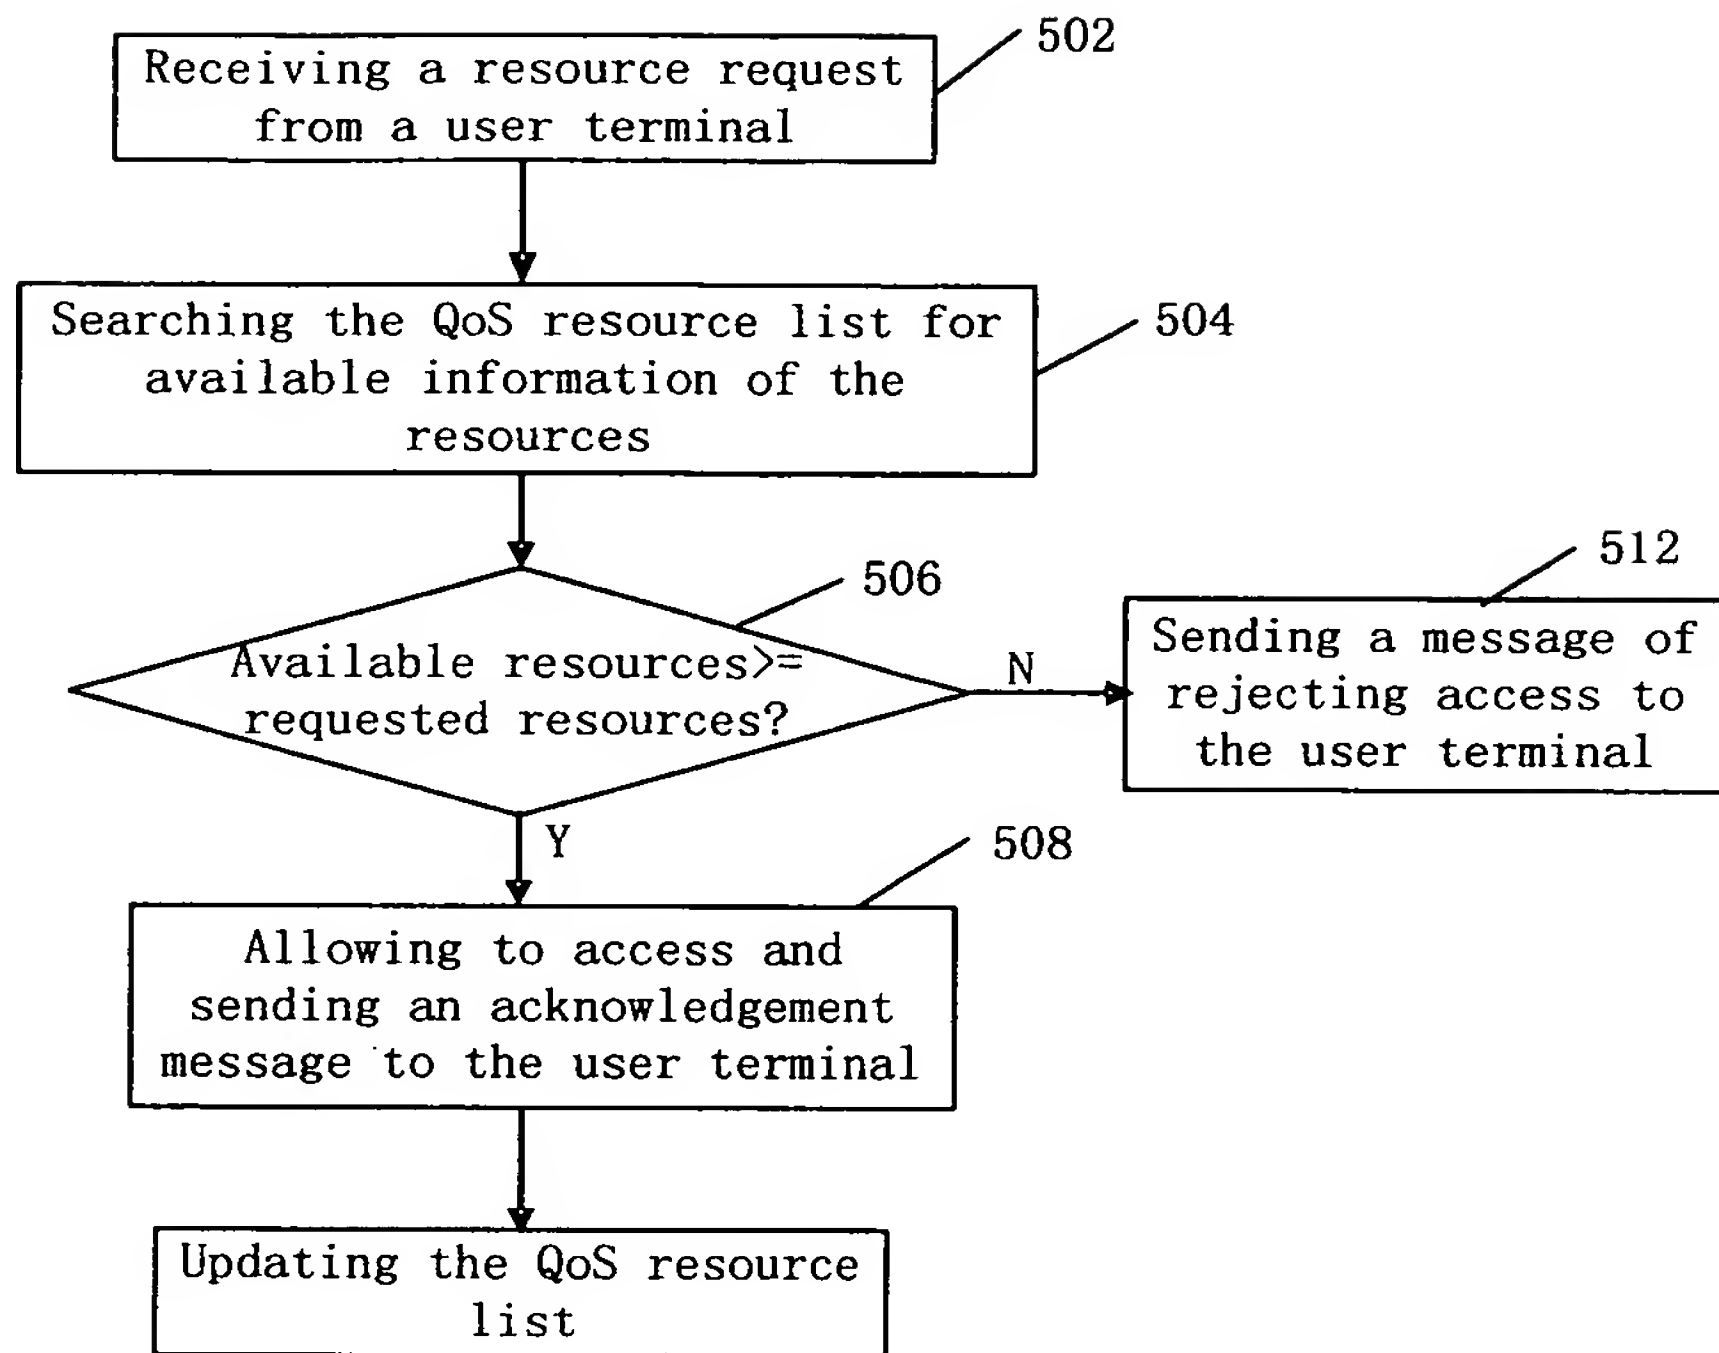 502
Receiving a resource request
from a user terminal
504
Searching the QoS resource list for
available information of the
resources
506
Available resources>=
requested resources?
N
512
Sending a message of
rejecting access to
the user terminal
Y
508
Allowing to access and
sending an acknowledgement
message to the user terminal
Updating the QoS resource
list